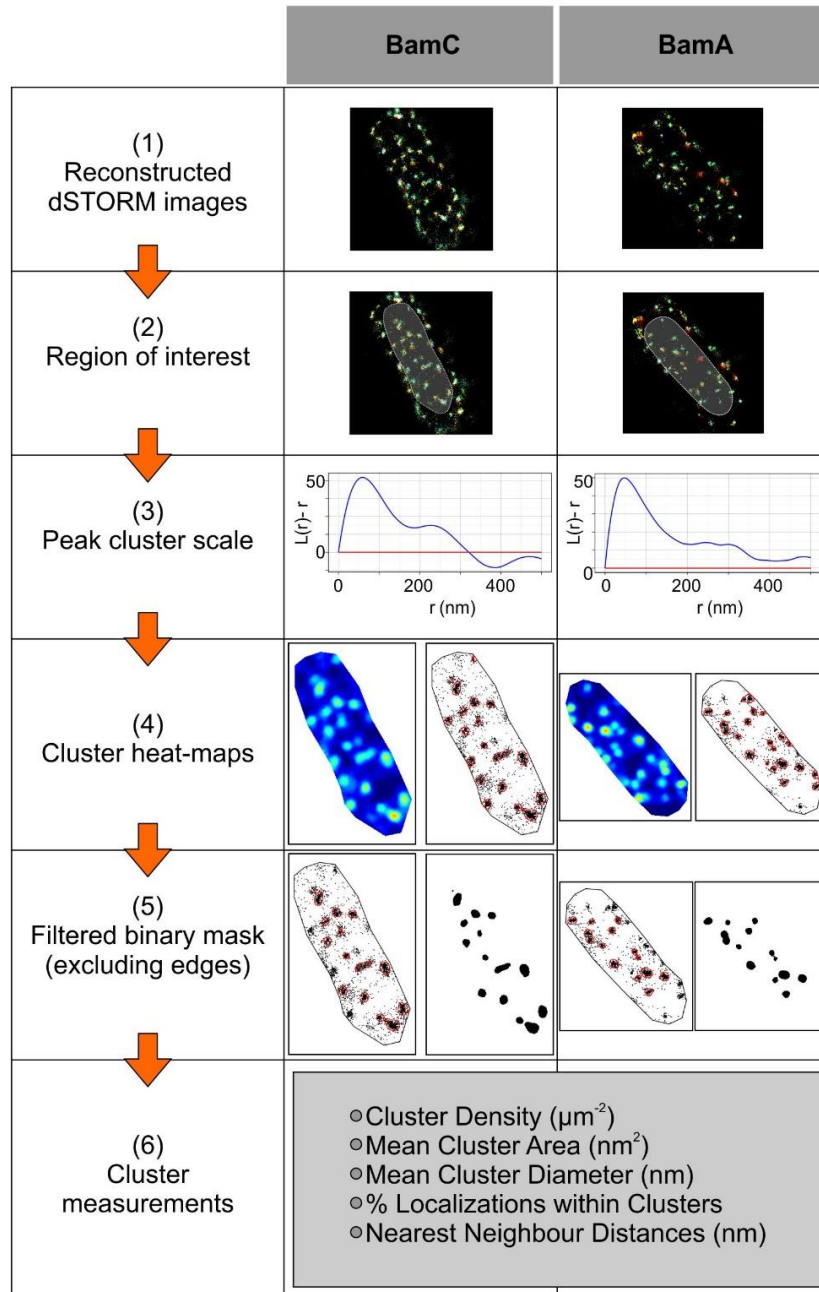 BamC
BamA
(1)
Reconstructed
dSTORM images
(2)
Region of interest
(3)
Peak cluster scale
50
0
L(r)- r
0
200
400
r (nm)
50
0
L(r)- r
0
200
400
r (nm)
(4)
Cluster heat-maps
(5)
Filtered binary mask
(excluding edges)
(6)
Cluster
measurements
Cluster Density (µm⁻²)
Mean Cluster Area (nm²)
Mean Cluster Diameter (nm)
% Localizations within Clusters
Nearest Neighbour Distances (nm)